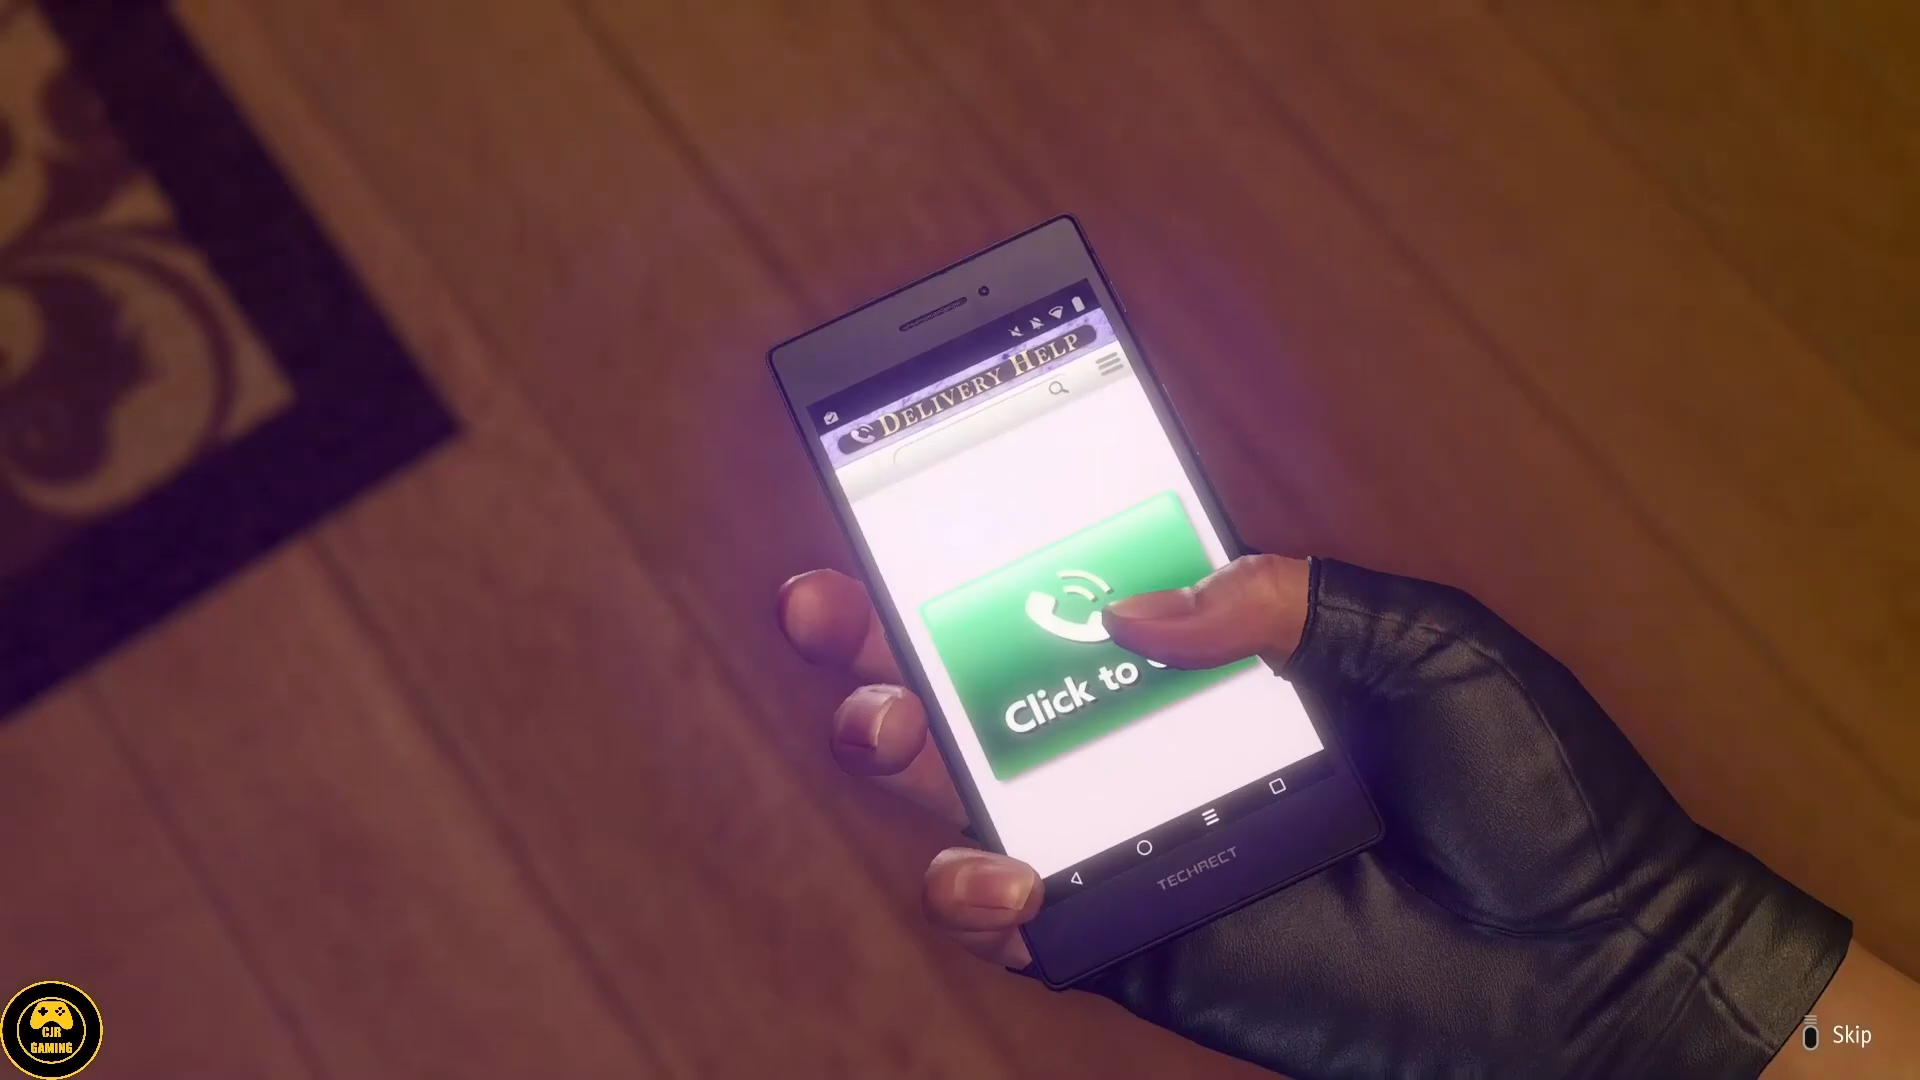 DELIVERY HELP
Click to
TECHRECT
CJR
GAMING
Skip